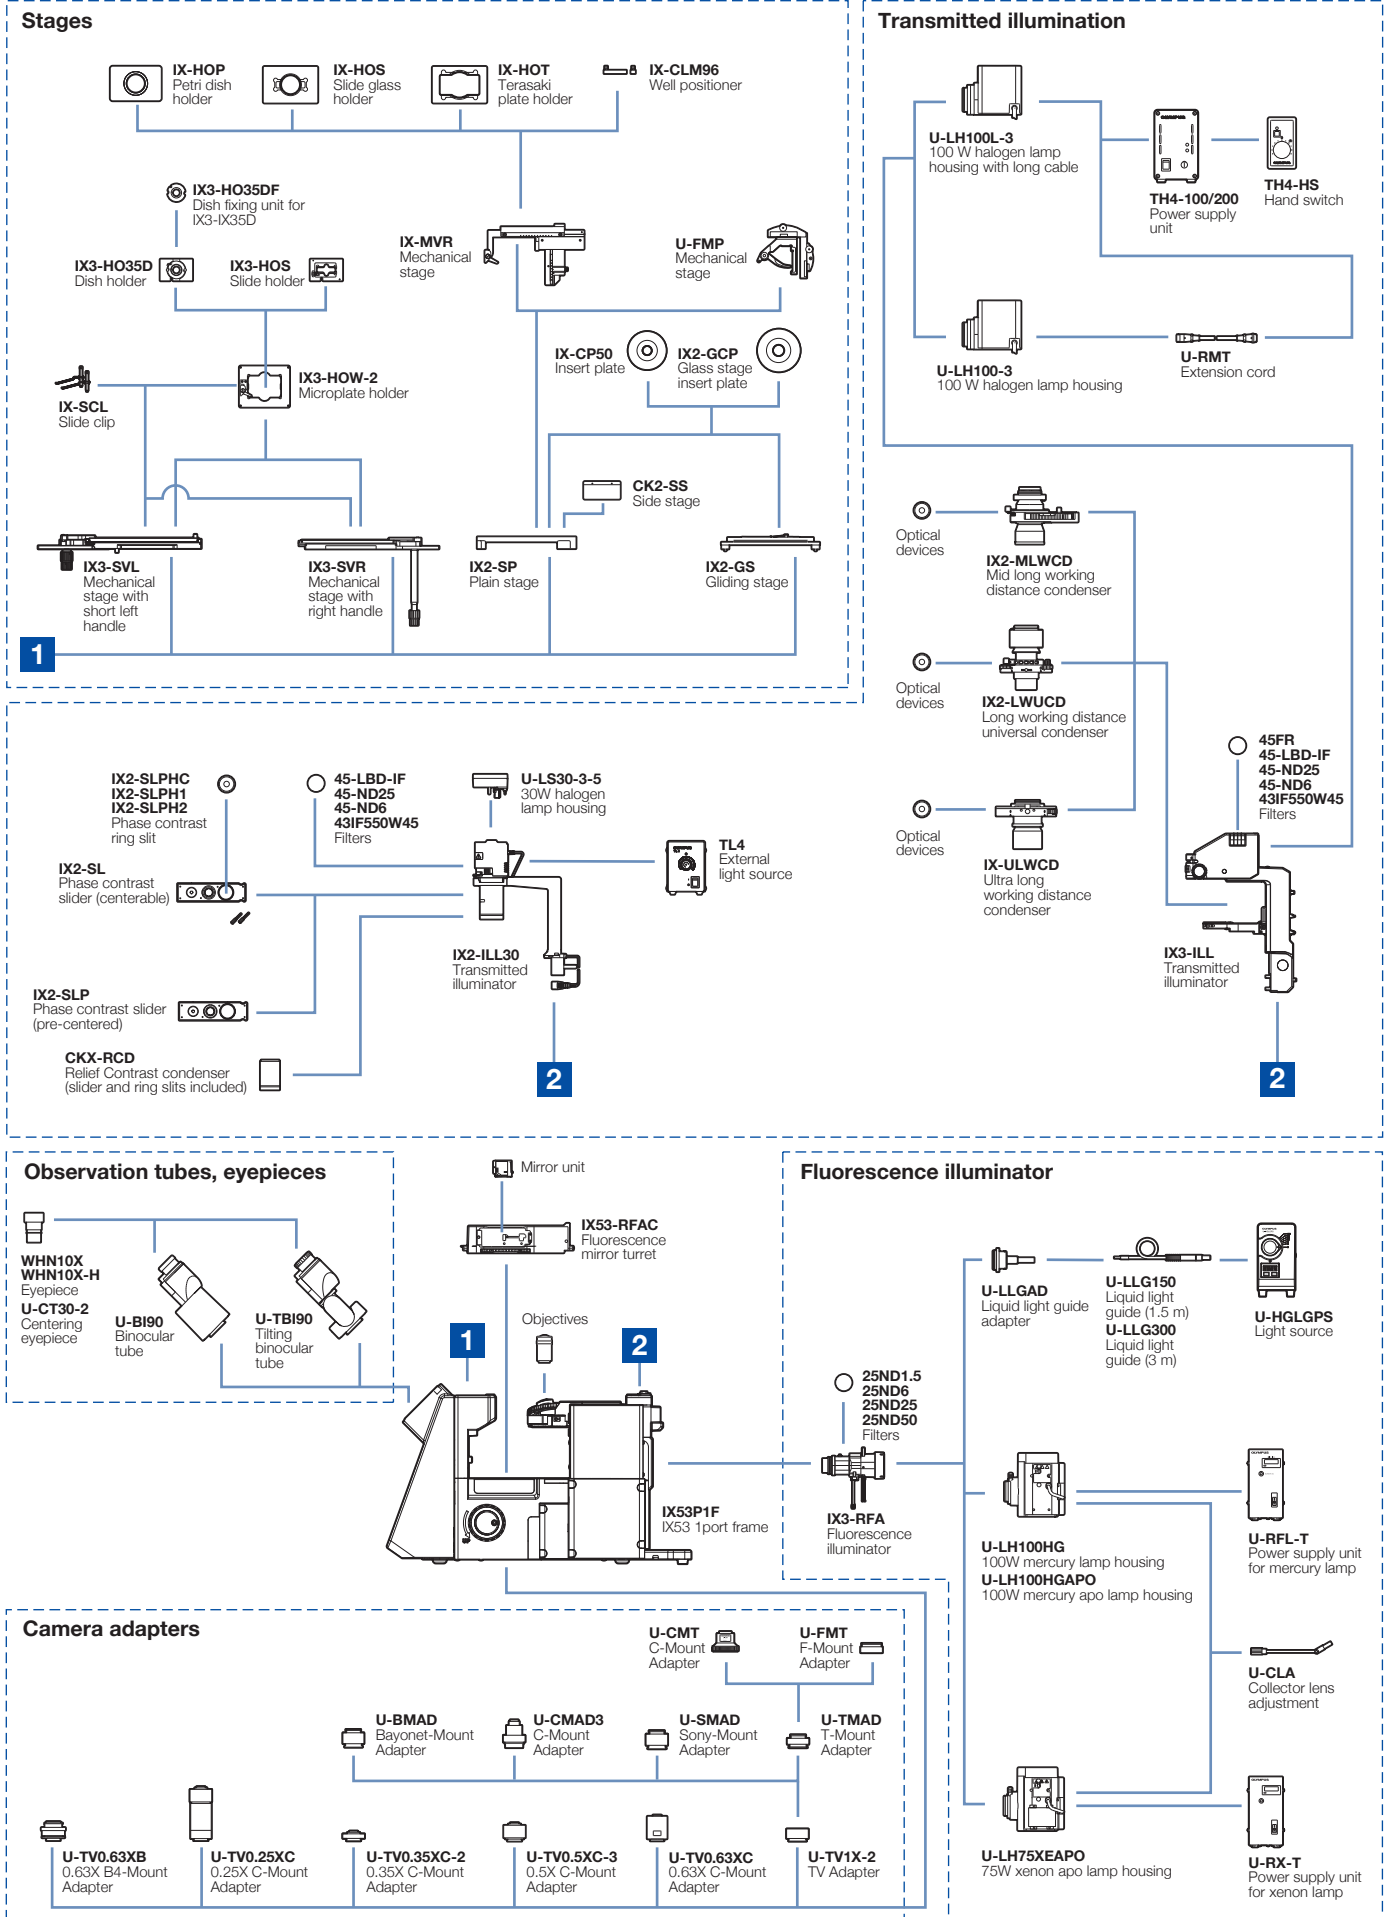 Stages
IX-HOP
Petri dish
holder
IX-HOS
Slide glass
holder
IX-HOT
Terasaki
plate holder
IX-CLM96
Well positioner
IX3-HO35DF
Dish fixing unit for
IX3-IX35D
IX-MVR
Mechanical
stage
U-FMP
Mechanical
stage
IX3-HO35D
Dish holder
IX3-HOS
Slide holder
IX-CP50
Insert plate
IX2-GCP
Glass stage
insert plate
IX3-HOW-2
Microplate holder
IX-SCL
Slide clip
CK2-SS
Side stage
IX3-SVL
Mechanical
stage with
short left
handle
IX3-SVR
Mechanical
stage with
right handle
IX2-SP
Plain stage
IX2-GS
Gliding stage
1
Transmitted illumination
U-LH100L-3
100 W halogen lamp
housing with long cable
TH4-100/200
Power supply
unit
TH4-HS
Hand switch
U-LH100-3
100 W halogen lamp housing
U-RMT
Extension cord
Optical
devices
IX2-MLWCD
Mid long working
distance condenser
Optical
devices
IX2-LWUCD
Long working distance
universal condenser
Optical
devices
IX-ULWCD
Ultra long
working distance
condenser
45FR
45-LBD-IF
45-ND25
45-ND6
43IF550W45
Filters
IX3-ILL
Transmitted
illuminator
2
IX2-SLPHC
IX2-SLPH1
IX2-SLPH2
Phase contrast
ring slit
45-LBD-IF
45-ND25
45-ND6
43IF550W45
Filters
U-LS30-3-5
30W halogen
lamp housing
TL4
External
light source
IX2-SL
Phase contrast
slider (centerable)
IX2-ILL30
Transmitted
illuminator
IX2-SLP
Phase contrast slider
(pre-centered)
CKX-RCD
Relief Contrast condenser
(slider and ring slits included)
2
Observation tubes, eyepieces
WHN10X
WHN10X-H
Eyepiece
U-CT30-2
Centering
eyepiece
U-BI90
Binocular
tube
U-TBI90
Tilting
binocular
tube
Mirror unit
IX53-RFAC
Fluorescence
mirror turret
Objectives
1
2
IX53P1F
IX53 1port frame
Fluorescence illuminator
U-LLGAD
Liquid light guide
adapter
U-LLG150
Liquid light
guide (1.5 m)
U-LLG300
Liquid light
guide (3 m)
U-HGLGPS
Light source
25ND1.5
25ND6
25ND25
25ND50
Filters
IX3-RFA
Fluorescence
illuminator
U-LH100HG
100W mercury lamp housing
U-LH100HGAPO
100W mercury apo lamp housing
U-RFL-T
Power supply unit
for mercury lamp
U-CLA
Collector lens
adjustment
U-LH75XEAPO
75W xenon apo lamp housing
U-RX-T
Power supply unit
for xenon lamp
Camera adapters
U-CMT
C-Mount
Adapter
U-FMT
F-Mount
Adapter
U-BMAD
Bayonet-Mount
Adapter
U-CMAD3
C-Mount
Adapter
U-SMAD
Sony-Mount
Adapter
U-TMAD
T-Mount
Adapter
U-TV0.63XB
0.63X B4-Mount
Adapter
U-TV0.25XC
0.25X C-Mount
Adapter
U-TV0.35XC-2
0.35X C-Mount
Adapter
U-TV0.5XC-3
0.5X C-Mount
Adapter
U-TV0.63XC
0.63X C-Mount
Adapter
U-TV1X-2
TV Adapter